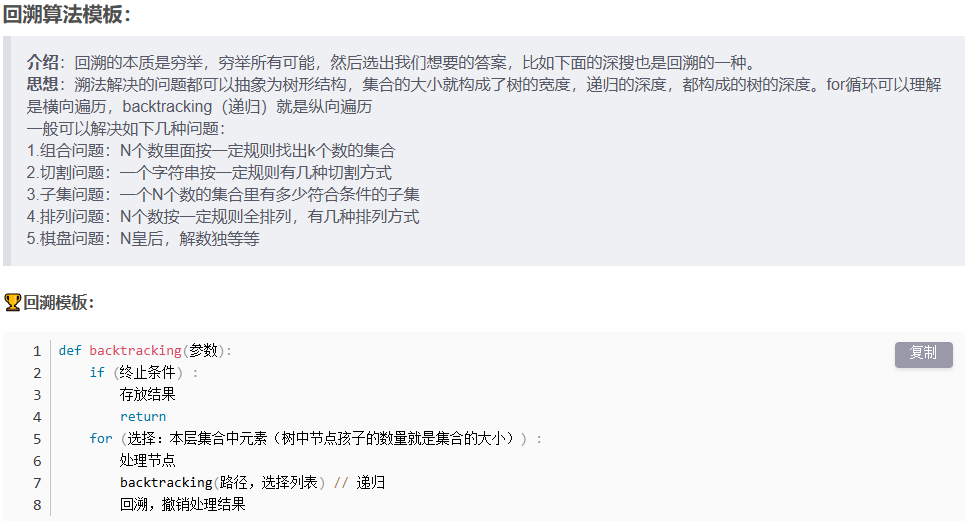 回溯算法模板：
介绍：回溯的本质是穷举，穷举所有可能，然后选出我们想要的答案，比如下面的深搜也是回溯的一种。
思想：溯法解决的问题都可以抽象为树形结构，集合的大小就构成了树的宽度，递归的深度，都构成的树的深度。for循环可以理解
是横向遍历，backtracking（递归）就是纵向遍历
一般可以解决如下几种问题：
1.组合问题：N个数里面按一定规则找出k个数的集合
2.切割问题：一个字符串按一定规则有几种切割方式
3.子集问题：一个N个数的集合里有多少符合条件的子集
4.排列问题：N个数按一定规则全排列，有几种排列方式
5.棋盘问题：N皇后，解数独等等
🏆回溯模板：
复制
1 def backtracking(参数):
2     if (终止条件) :
3         存放结果
4         return
5     for (选择：本层集合中元素（树中节点孩子的数量就是集合的大小）) :
6         处理节点
7         backtracking(路径，选择列表) // 递归
8         回溯，撤销处理结果